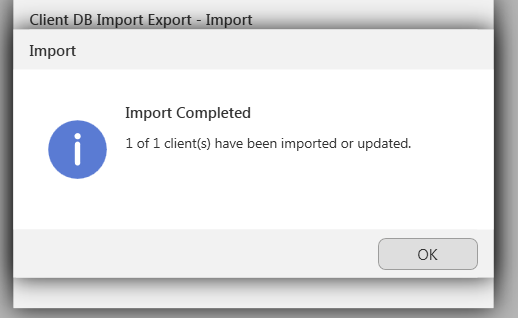 Client DB Import Export - Import
Import
Import Completed
1 of 1 client(s) have been imported or updated.
OK